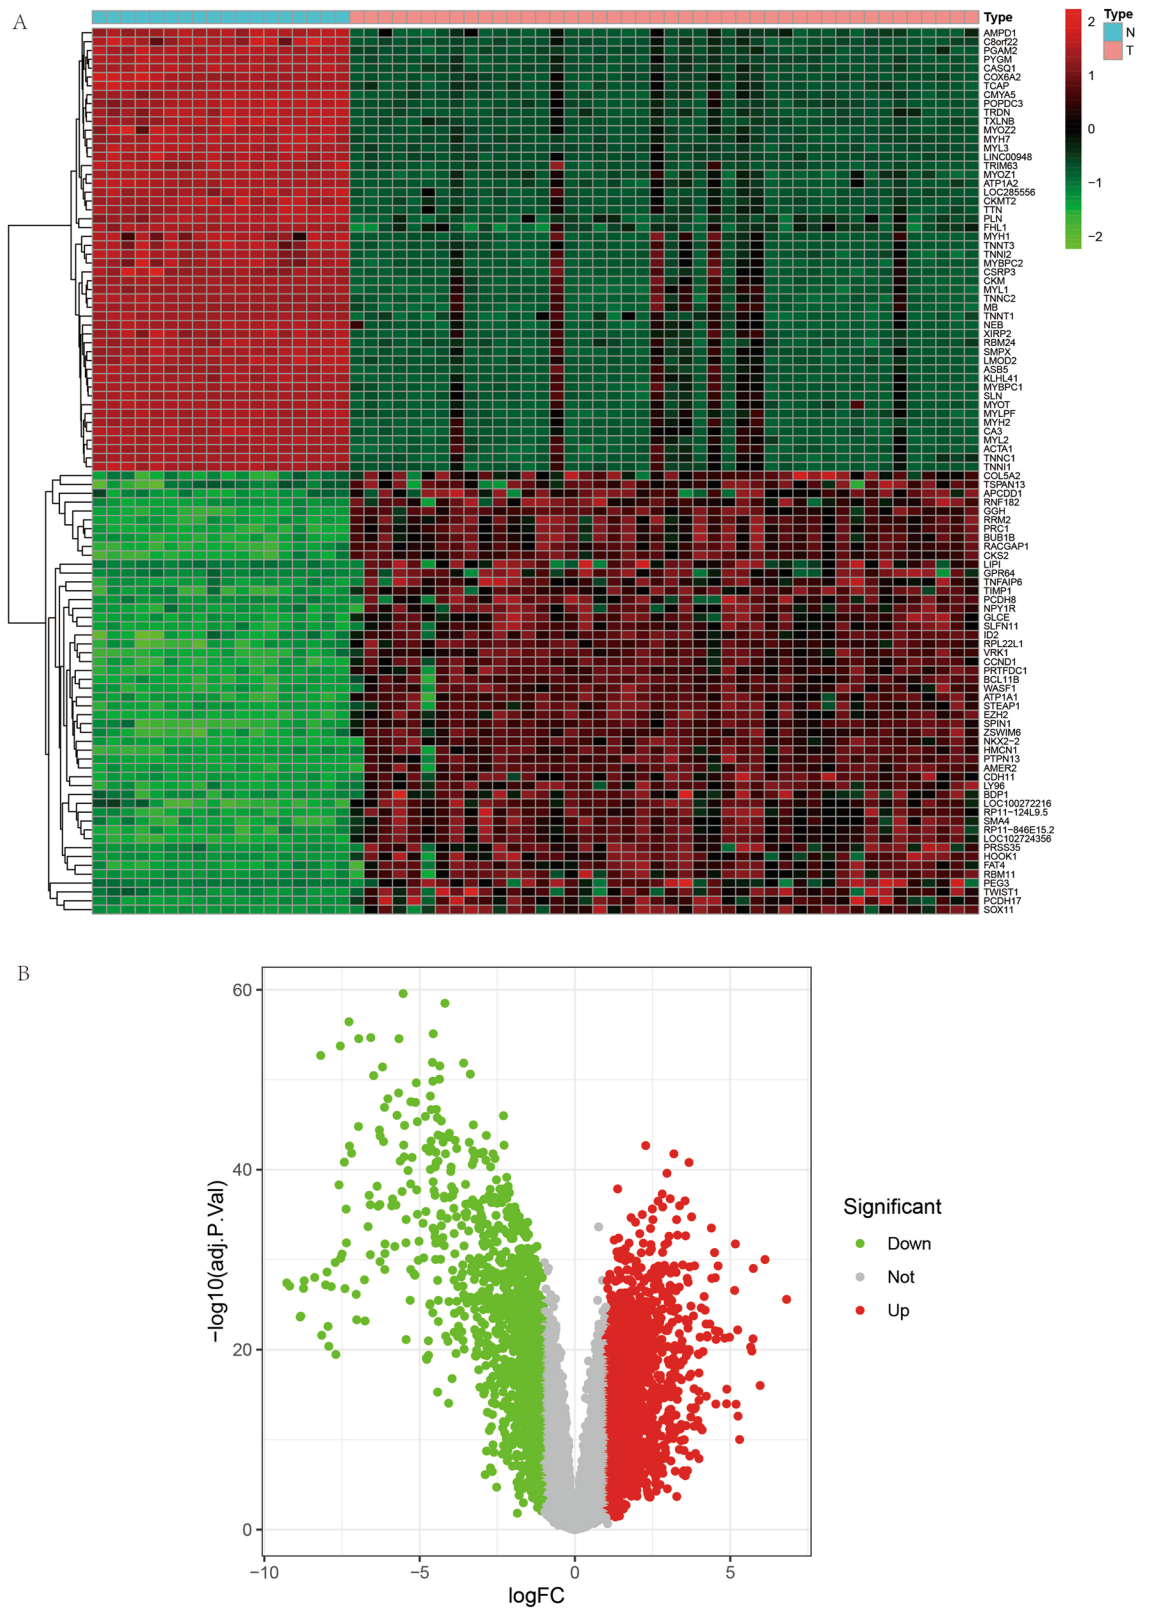 A
Type
AMPD1
C8orf22
PGAM2
PYGM
CASQ1
COX6A2
TCAP
CMYA5
POPDC3
TRDN
TXLNB
MYOZ2
MYH7
MYL3
LINC00948
TRIM63
MYOZ1
ATP1A2
LOC285556
CKMT2
TTN
PLN
FHL1
MYH1
TNNT3
TNNI2
MYBPC2
CSRP3
CKM
MYL1
TNNC2
MB
TNNT1
NEB
XIRP2
RBM24
SMPX
LMOD2
ASB5
KLHL41
MYBPC1
SLN
MYOT
MYLPF
MYH2
CA3
MYL2
ACTA1
TNNC1
TNNI1
COL5A2
TSPAN13
APCDD1
RNF182
GGH
RRM2
PRC1
BUB1B
RACGAP1
CKS2
LIPI
GPR64
TNFAIP6
TIMP1
PCDH8
NPY1R
GLCE
SLFN11
ID2
RPL22L1
VRK1
CCND1
PRTFDC1
BCL11B
WASF1
ATP1A1
STEAP1
EZH2
SPIN1
ZSWIM6
NKX2−2
HMCN1
PTPN13
AMER2
CDH11
LY96
BDP1
LOC100272216
RP11−124L9.5
SMA4
RP11−846E15.2
LOC102724356
PRSS35
HOOK1
FAT4
RBM11
PEG3
TWIST1
PCDH17
SOX11
2
1
0
−1
−2
Type
N
T
B
60
40
20
0
−log10(adj.P.Val)
−10
−5
0
5
logFC
Significant
Down
Not
Up